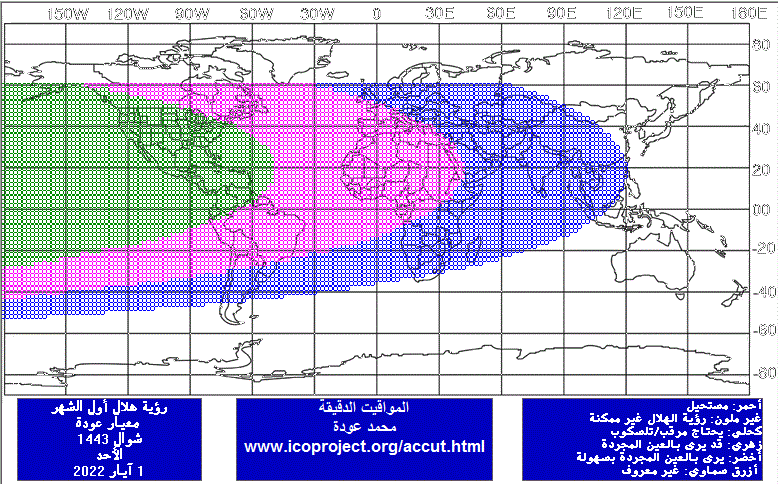 150W 120W 90W 60W 30W 0 30E 60E 90E 120E 150E 180E
80
60
40
20
00
-20
-40
-60
-80
رؤية هلال أول الشهر
معيار عودة
شوال 1443
الأحد
1 آيار 2022
المواقيت الدقيقة
محمد عودة
www.icoproject.org/accut.html
أحمر: مستحيل
غير ملون: رؤية الهلال غير ممكنة
كحلي: يحتاج مرقب/تلسكوب
زهري: قد يرى بالعين المجردة
أخضر: يرى بالعين المجردة بسهولة
أزرق سماوي: غير معروف